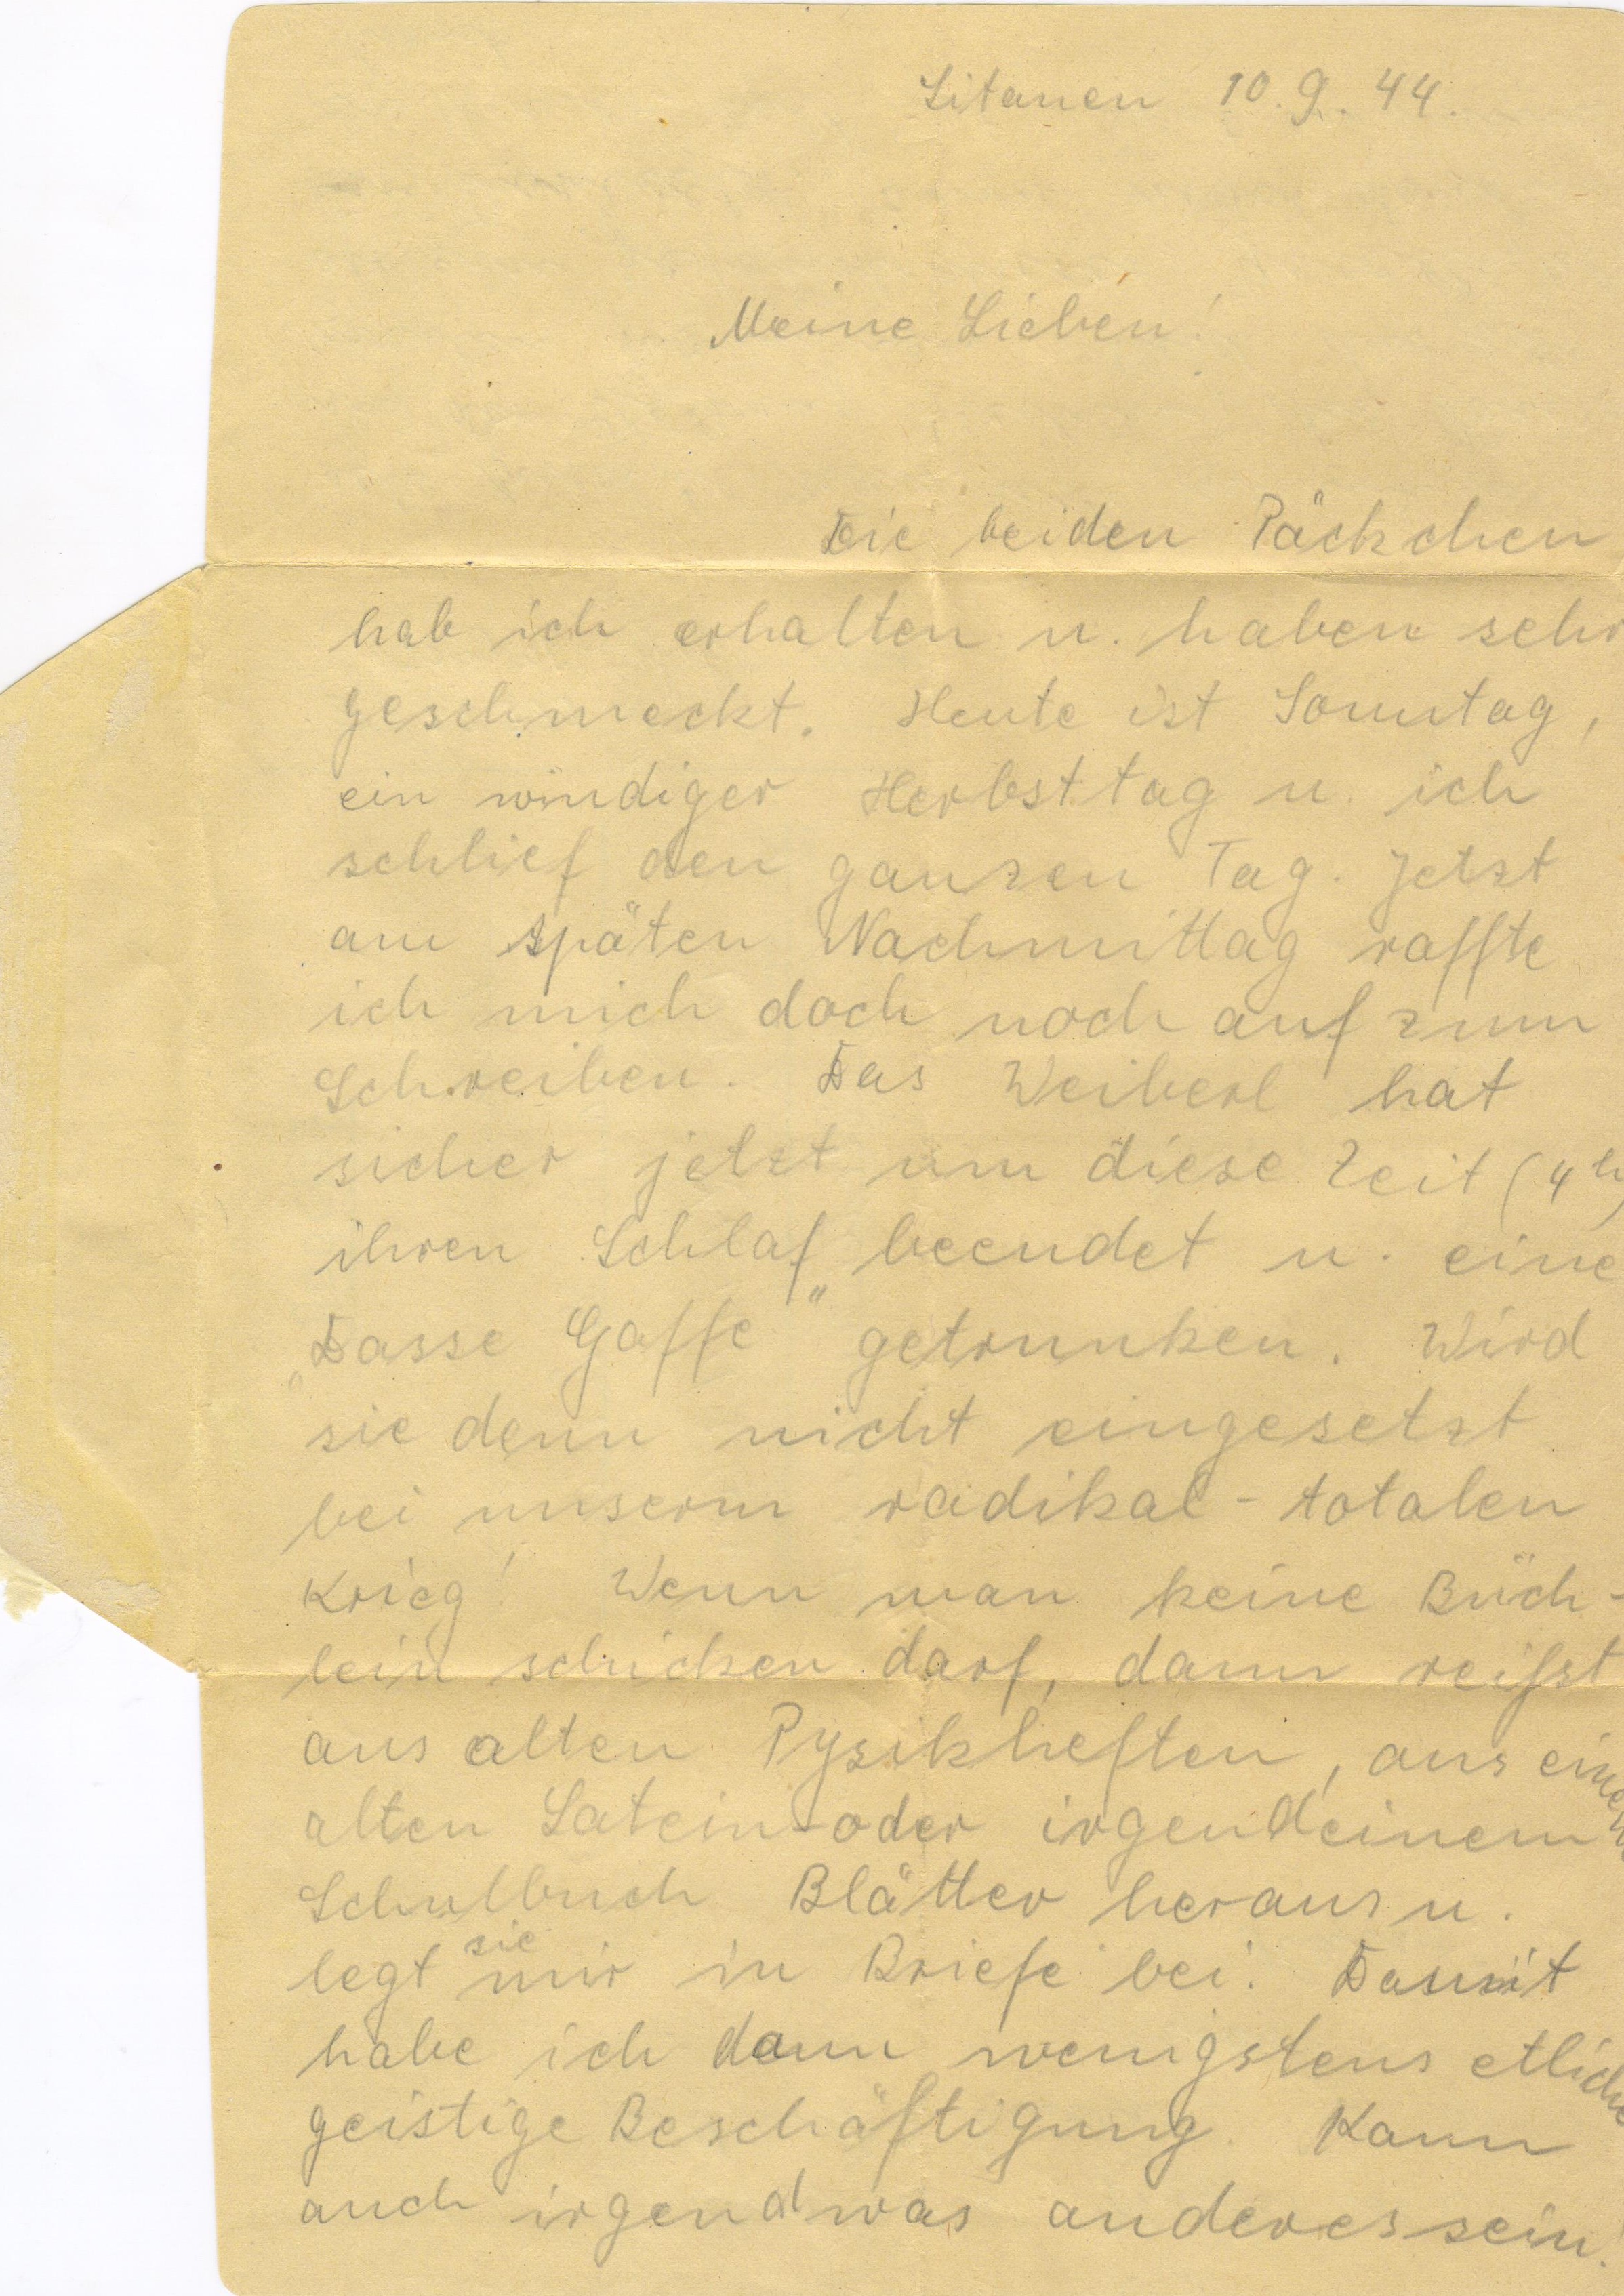 Litauen 10. 9. 44.
Meine Lieben!
Die beiden Päckchen
hab ich erhalten u. haben sehr
geschmeckt. Heute ist Sonntag,
ein windiger Herbsttag u. ich
schlief den ganzen Tag. Jetzt
am späten Nachmittag raffte
ich mich doch noch auf zum
Schreiben. Das Weiberl hat
sicher jetzt um diese Zeit (4h)
ihren Schlaf beendet u. eine
„Dasse Gaffe" getrunken. Wird
sie denn nicht eingesetzt
bei unserm radikal-totalen
Krieg! Wenn man keine Büch-
lein schicken darf, dann reißt
aus alten Pysikheften, aus einem
alten Latein- oder irgendeinem
Schulbuch Blätter heraus u.
legt sie mir in Briefe bei. Damit
habe ich dann wenigstens etliche
geistige Beschäftigung. Kann
auch irgendwas anderes sein!